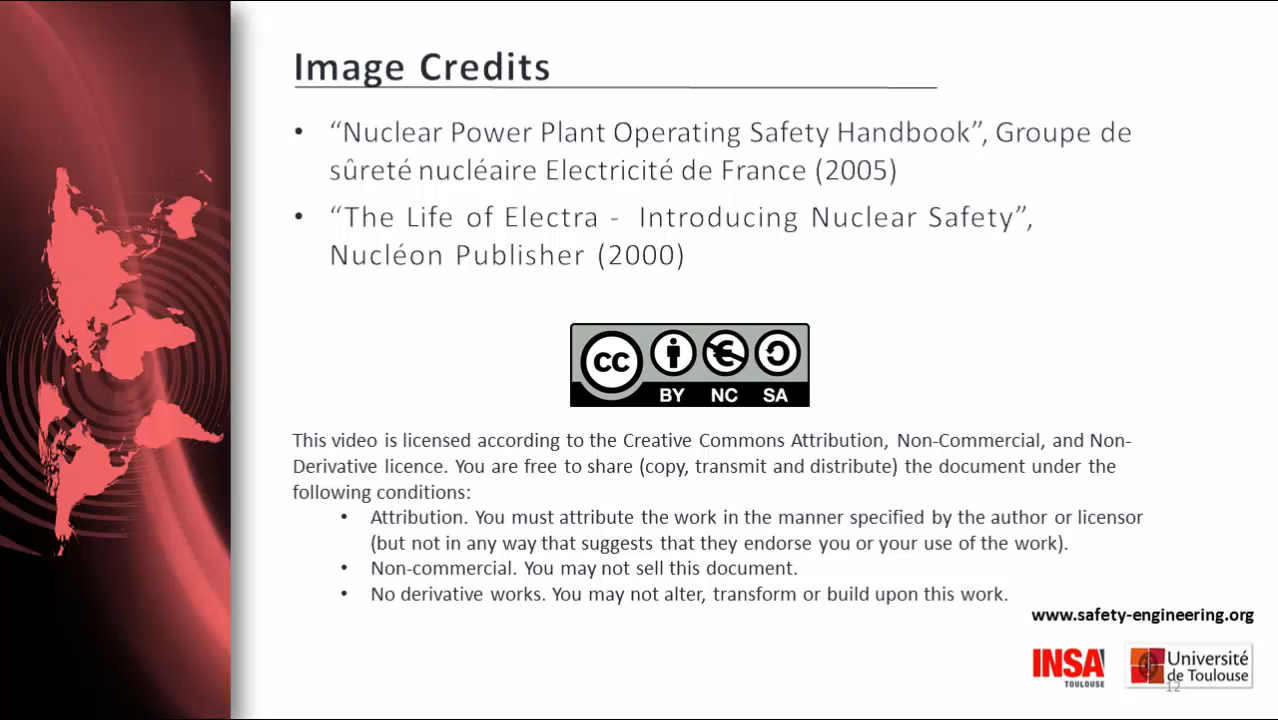 Image Credits
• “Nuclear Power Plant Operating Safety Handbook”, Groupe de
sûreté nucléaire Electricité de France (2005)
• “The Life of Electra - Introducing Nuclear Safety”,
Nucléon Publisher (2000)
cc
BY NC SA
This video is licensed according to the Creative Commons Attribution, Non-Commercial, and Non-
Derivative licence. You are free to share (copy, transmit and distribute) the document under the
following conditions:
• Attribution. You must attribute the work in the manner specified by the author or licensor
(but not in any way that suggests that they endorse you or your use of the work).
• Non-commercial. You may not sell this document.
• No derivative works. You may not alter, transform or build upon this work.
www.safety-engineering.org
INSA
TOULOUSE
Université
de Toulouse
12